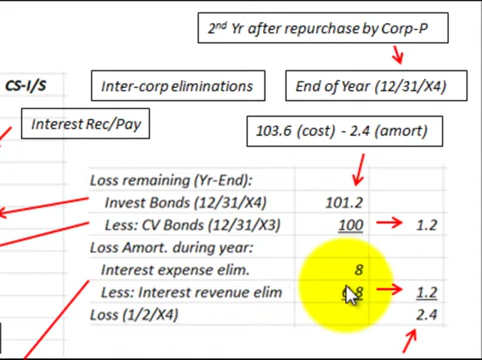 2nd Yr after repurchase by Corp-P
CS-I/S
Inter-corp eliminations
End of Year (12/31/X4)
Interest Rec/Pay
103.6 (cost) - 2.4 (amort)
Loss remaining (Yr-End):
Invest Bonds (12/31/X4) 101.2
Less: CV Bonds (12/31/X3) 100 1.2
Loss Amort. during year:
Interest expense elim. 8
Less: Interest revenue elim 1.2
Loss (1/2/X4) 2.4